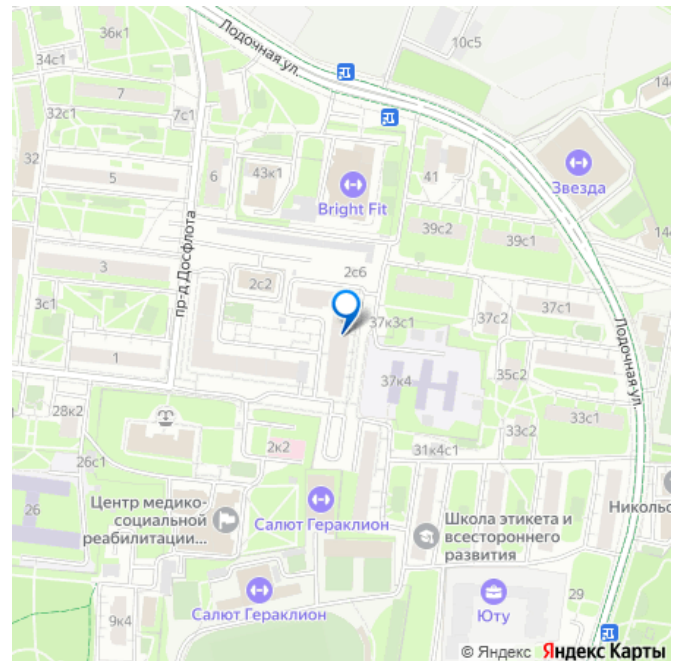 36к1
Лодочная ул.
10с5
34с1
7
14
32с1
7с1
32
5
6
43к1
Bright Fit
41
Звезда
39с2
39с1
14
пр-д Досфлота
3
2с2
2с6
3с1
37с1
37к3с1
37с2
Лодочная ул.
1
37к4
35с2
28к2
33с1
33с2
2к2
31к4с1
26с1
26
Центр медико-
социальной
реабилитации...
Салют Гераклион
Школа этикета и
всестороннего
развития
Никольс
Салют Гераклион
Юту
29
9к4
© Яндекс Яндекс Карты